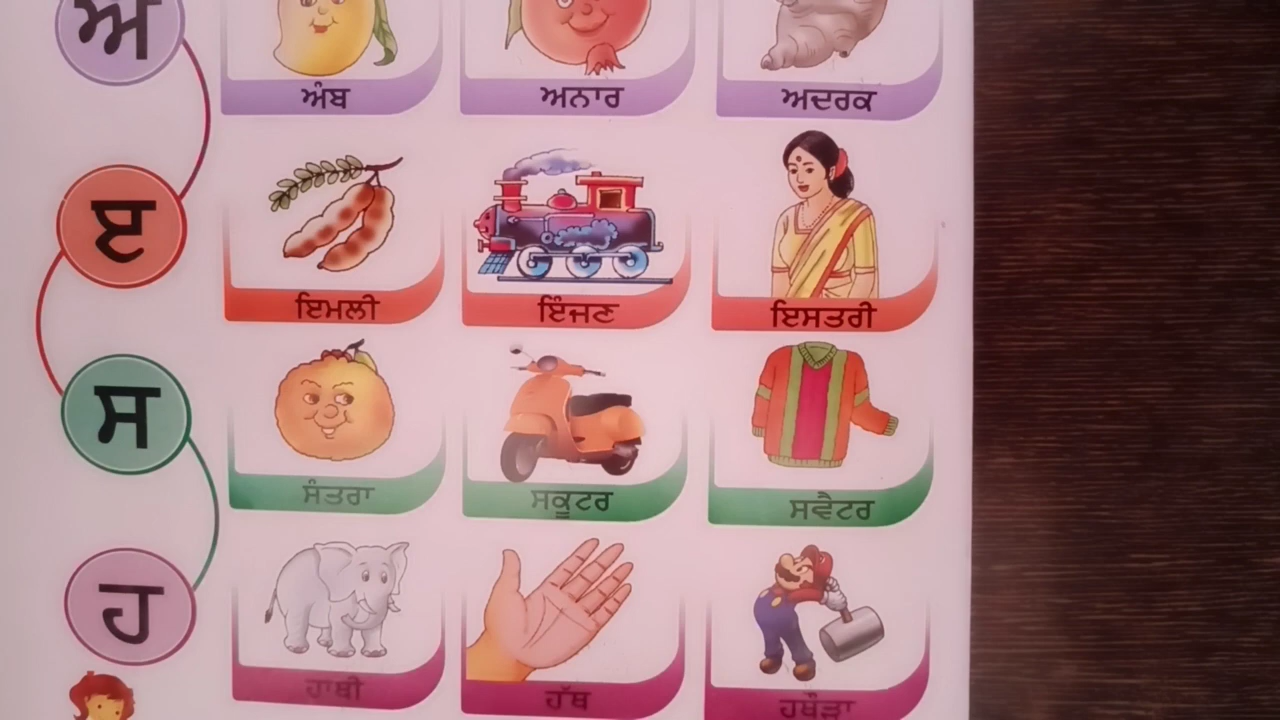 ਅ
ਅੰਬ
ਅਨਾਰ
ਅਦਰਕ
ੲ
ਇਮਲੀ
ਇੰਜਣ
ਇਸਤਰੀ
ਸ
ਸੰਤਰਾ
ਸਕੂਟਰ
ਸਵੈਟਰ
ਹ
ਹਾਥੀ
ਹੱਥ
ਹਥੌੜਾ